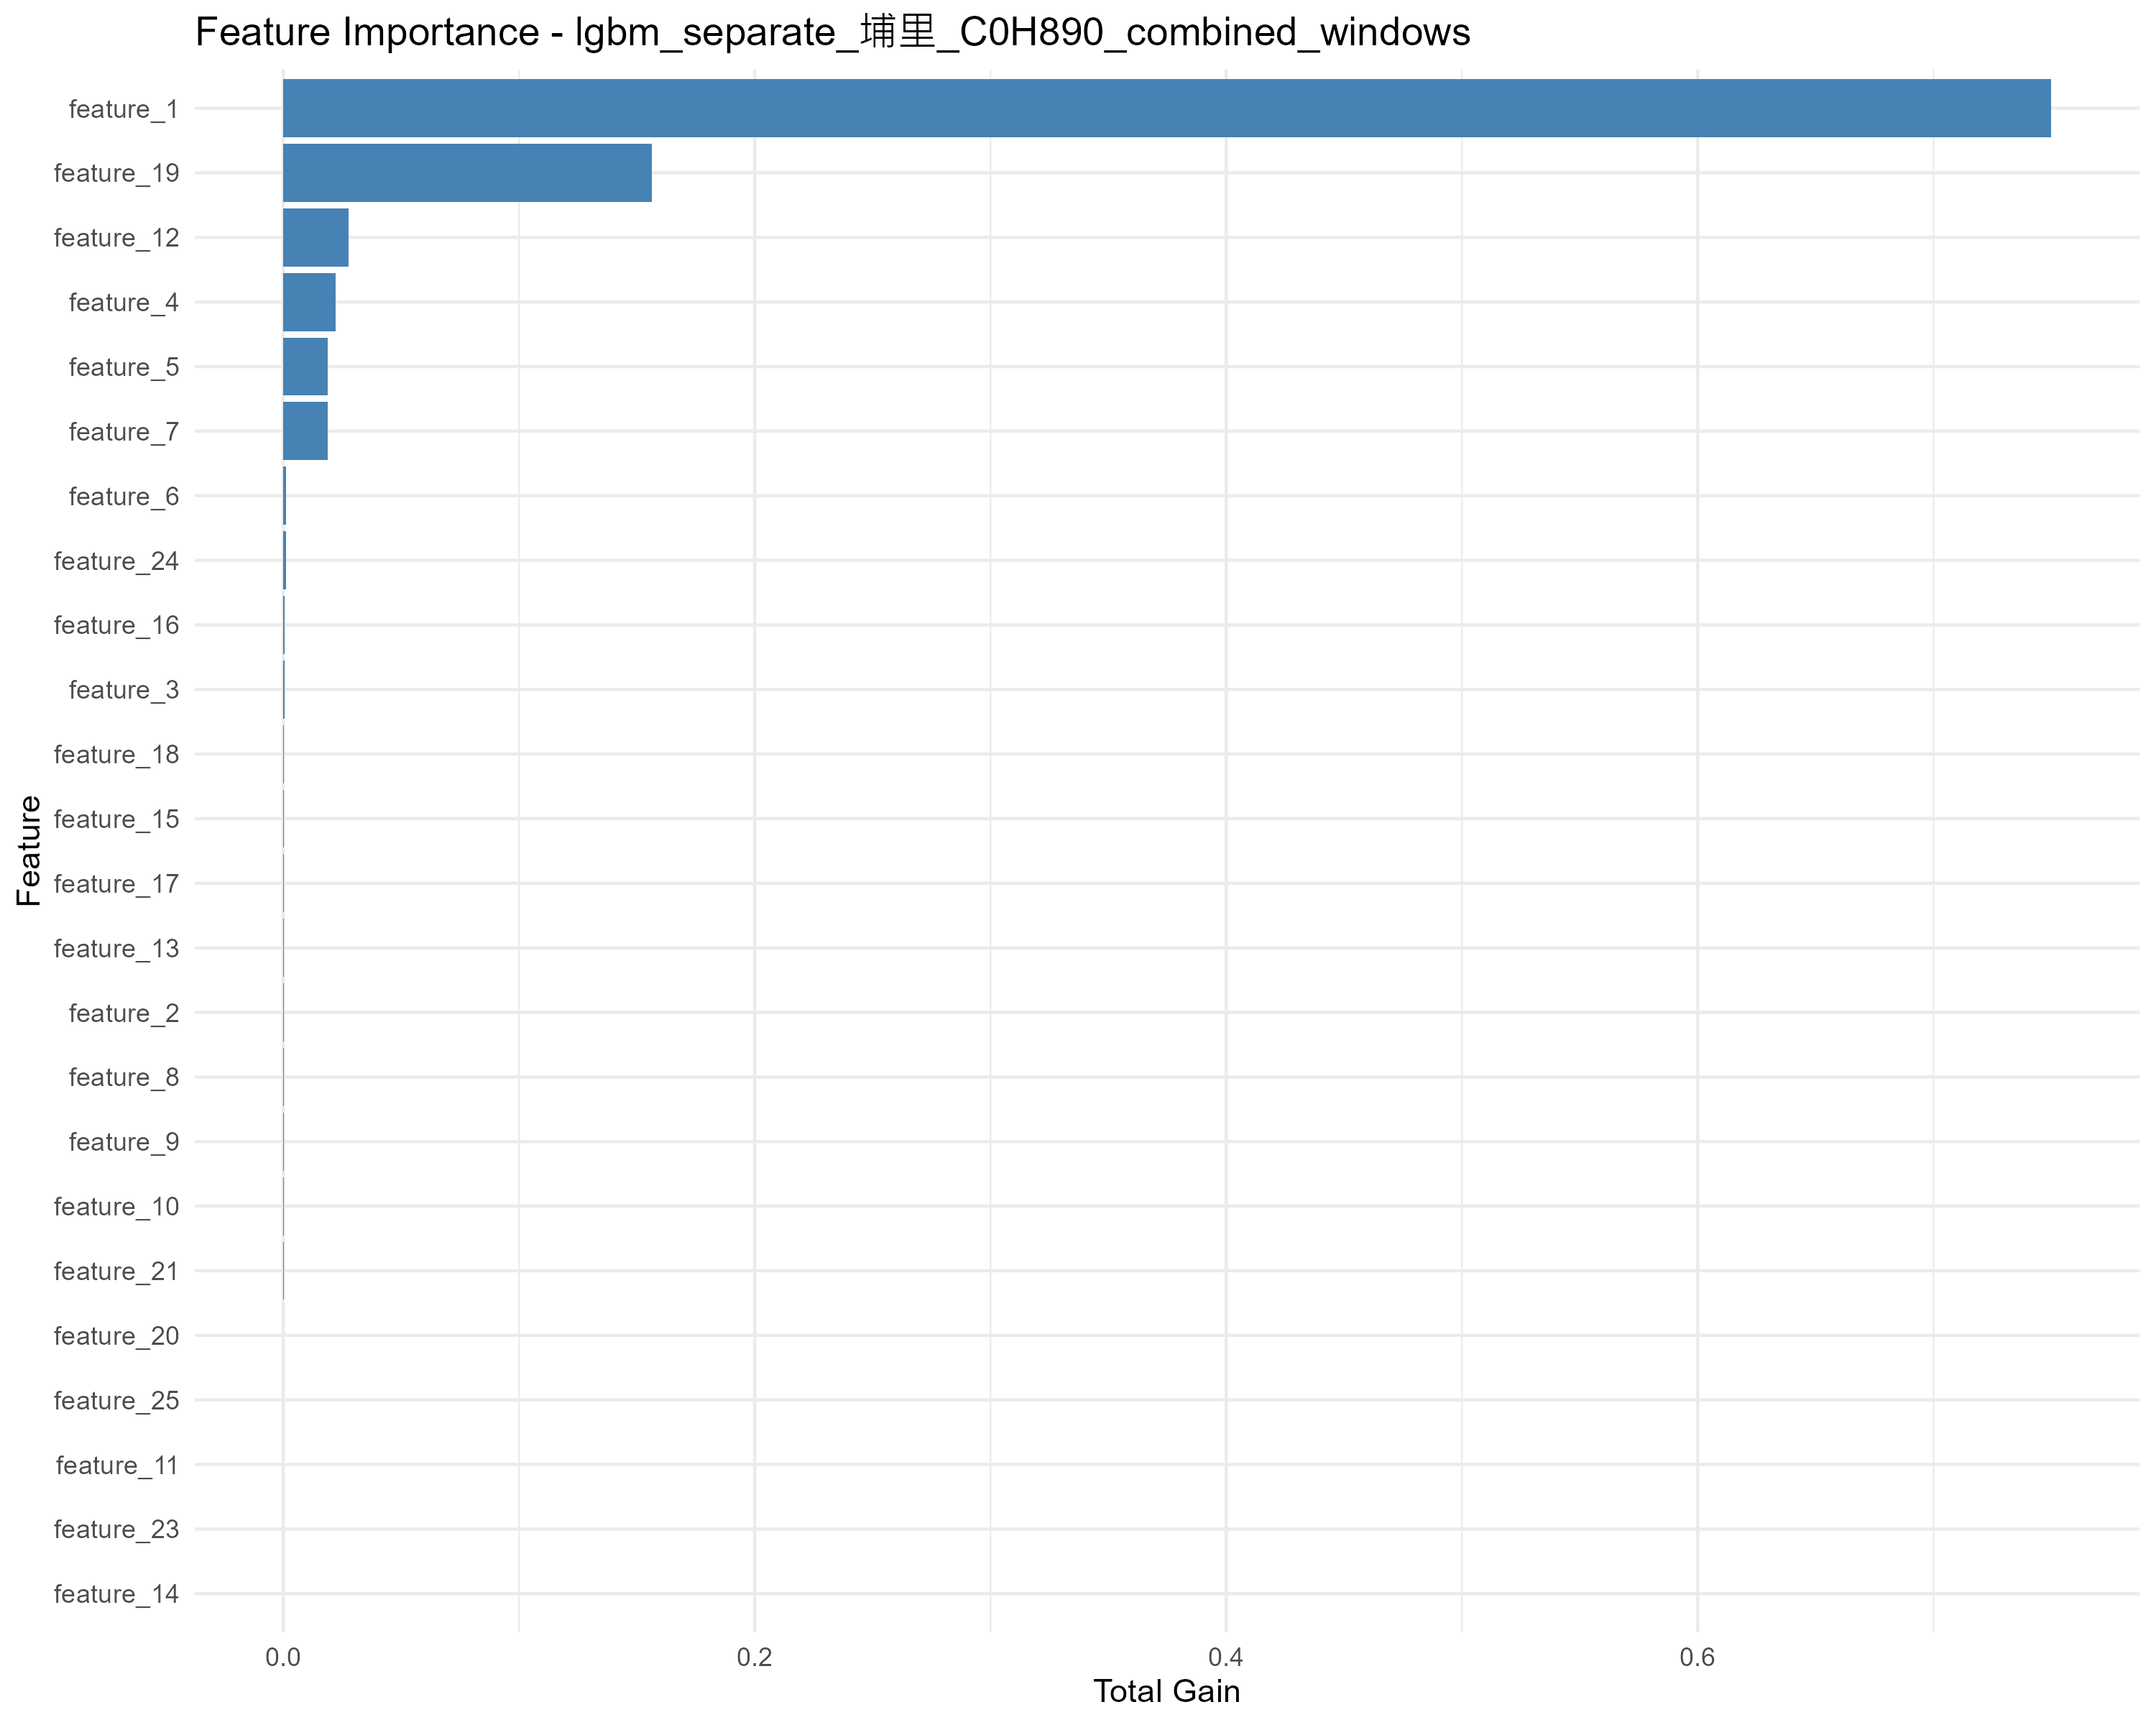 Feature Importance - lgbm_separate_埔里_C0H890_combined_windows
feature_1
feature_19
feature_12
feature_4
feature_5
feature_7
feature_6
feature_24
feature_16
feature_3
feature_18
feature_15
feature_17
feature_13
feature_2
feature_8
feature_9
feature_10
feature_21
feature_20
feature_25
feature_11
feature_23
feature_14
Feature
0.0 0.2 0.4 0.6
Total Gain